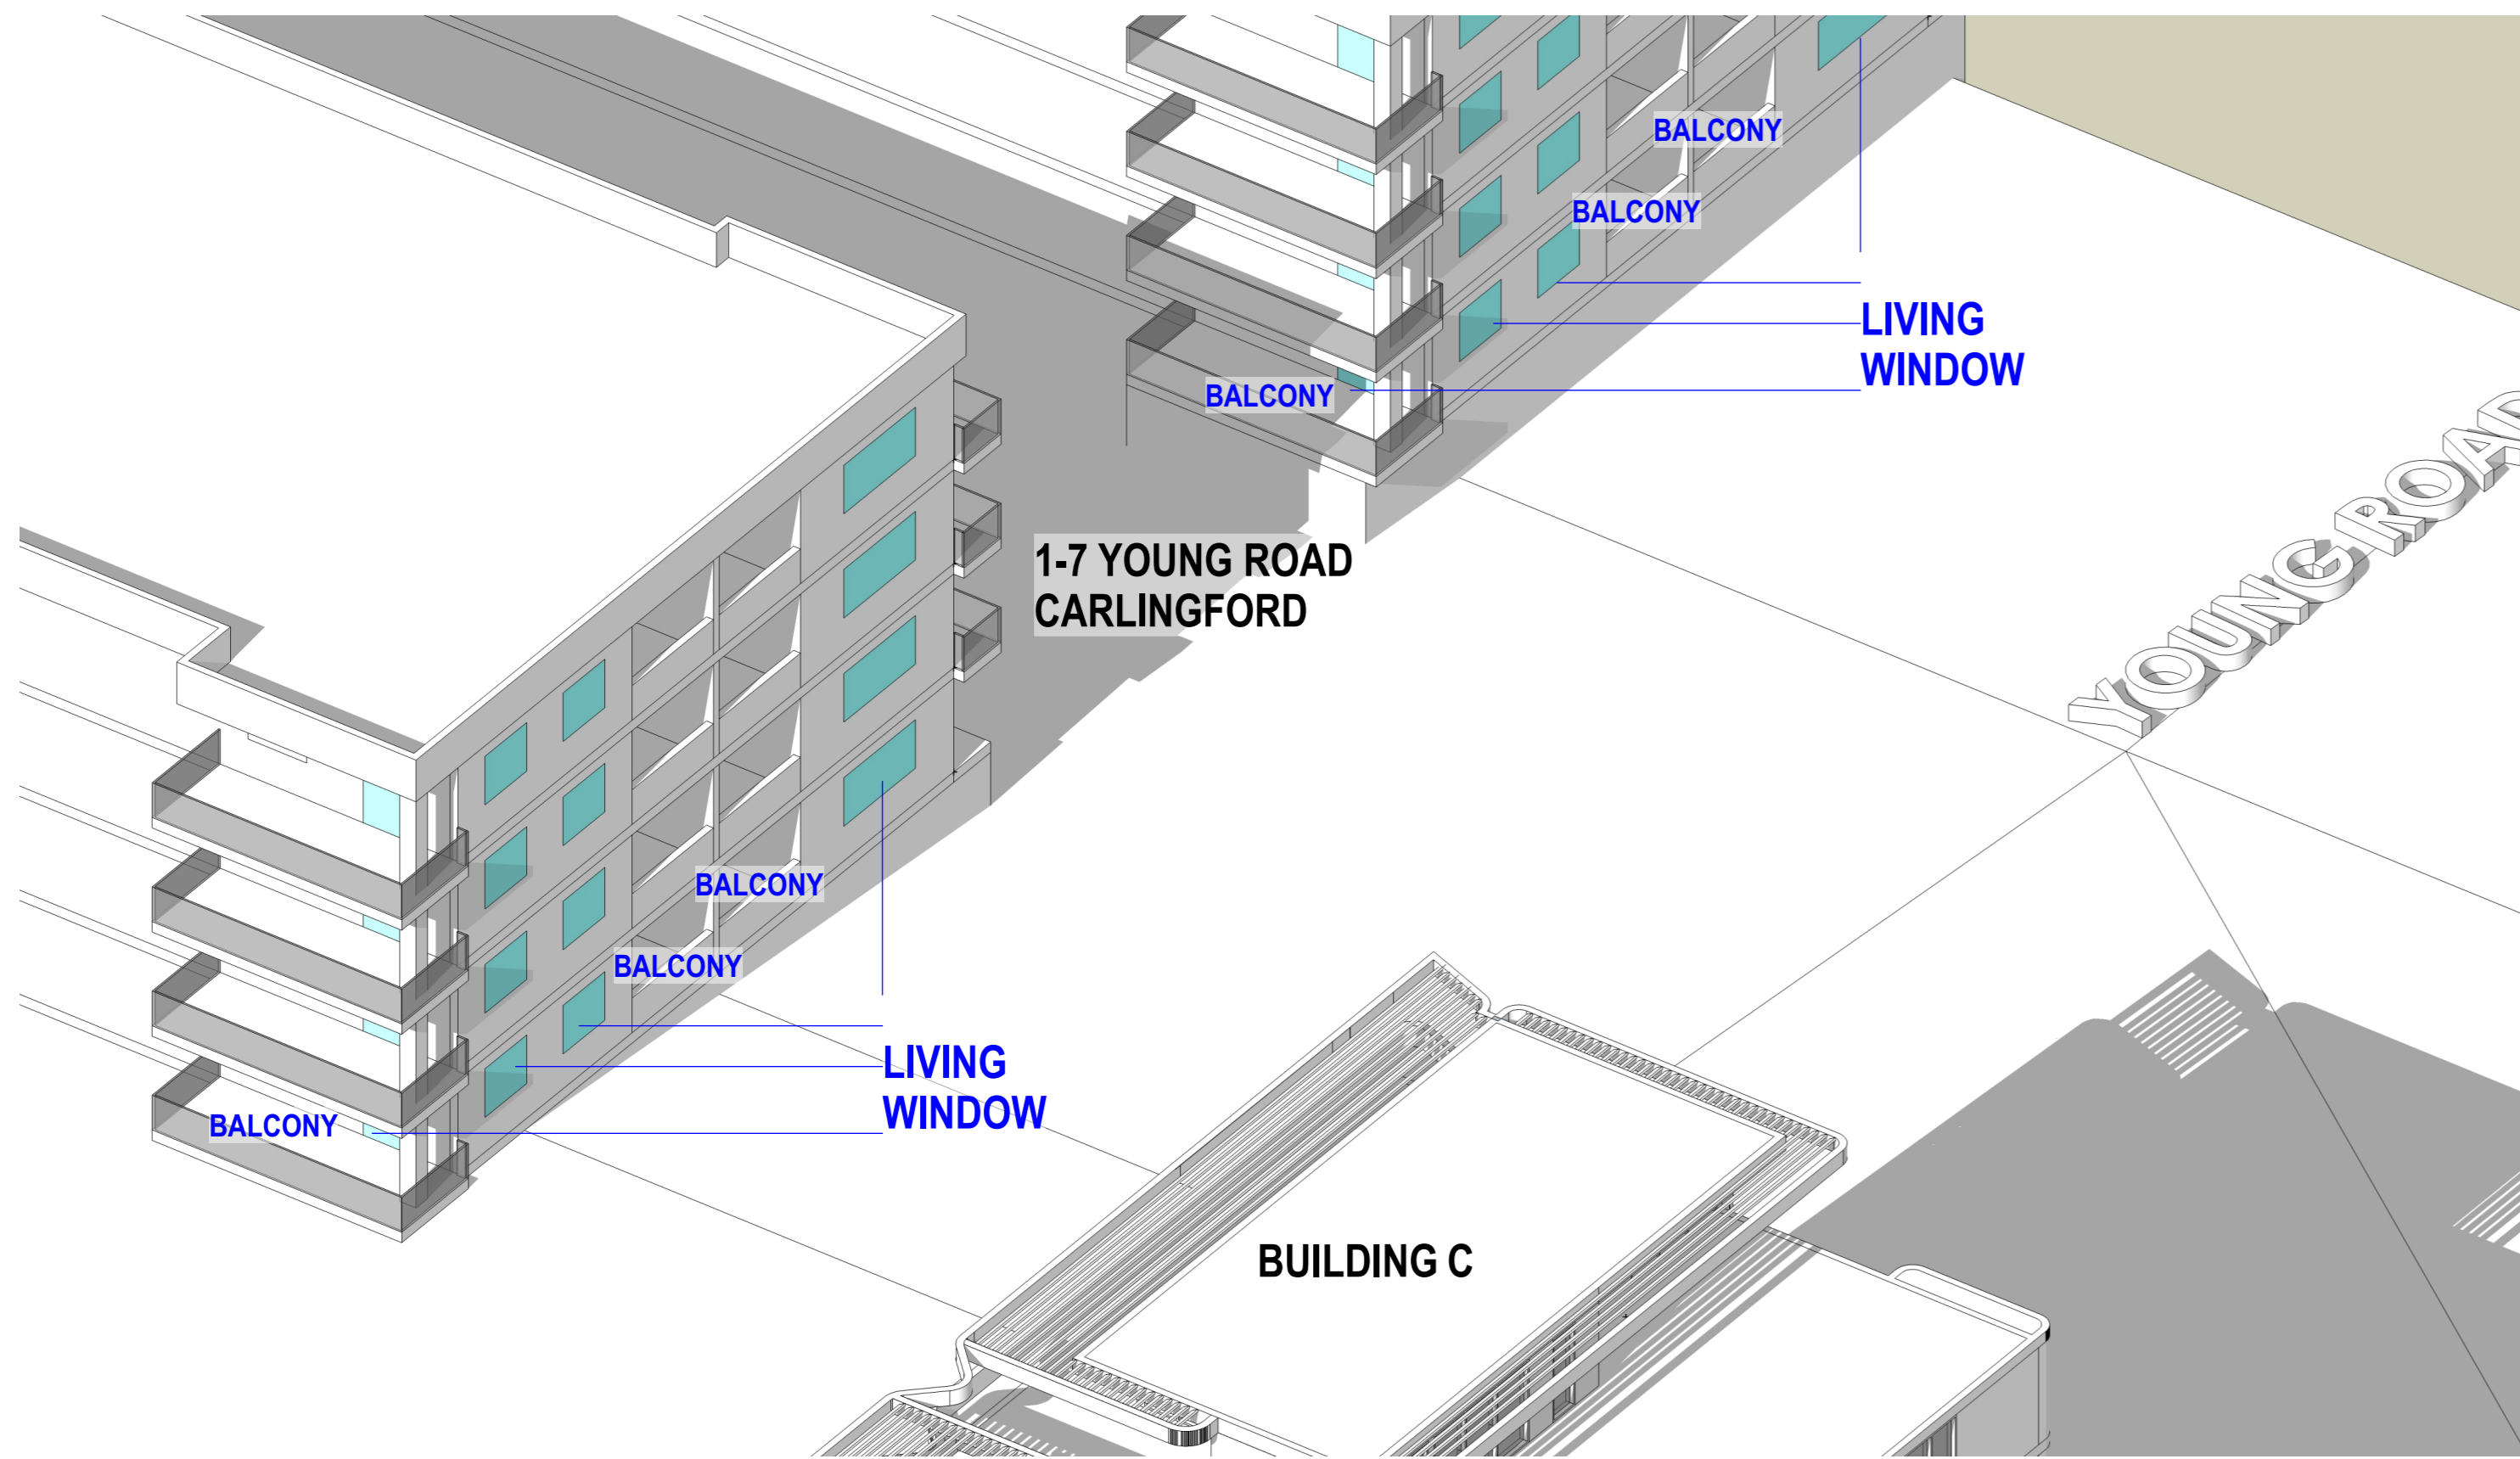 BALCONY
BALCONY
LIVING
WINDOW
BALCONY
YOUNG ROAD
1-7 YOUNG ROAD
CARLINGFORD
BALCONY
BALCONY
LIVING
WINDOW
BALCONY
BUILDING C